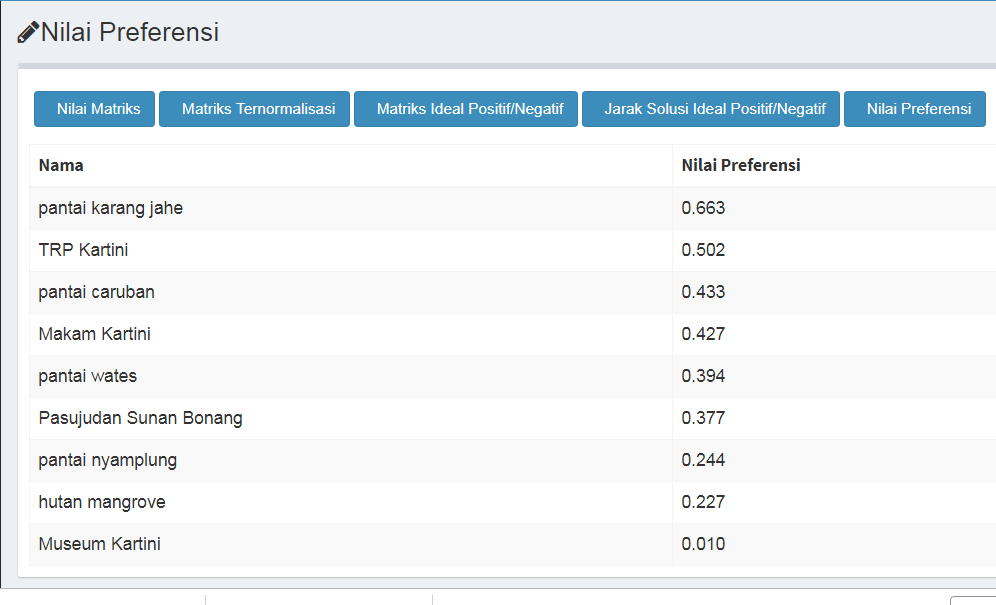 Nilai Preferensi
Nilai Matriks Matriks Ternormalisasi Matriks Ideal Positif/Negatif Jarak Solusi Ideal Positif/Negatif Nilai Preferensi
Nama Nilai Preferensi
pantai karang jahe 0.663
TRP Kartini 0.502
pantai caruban 0.433
Makam Kartini 0.427
pantai wates 0.394
Pasujudan Sunan Bonang 0.377
pantai nyamplung 0.244
hutan mangrove 0.227
Museum Kartini 0.010